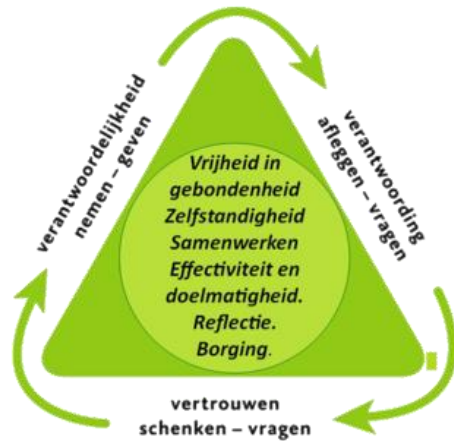 verantwoordelijkheid
nemen – geven
verantwoording
afleggen – vragen
Vrijheid in
gebondenheid
Zelfstandigheid
Samenwerken
Effectiviteit en
doelmatigheid.
Reflectie.
Borging.
vertrouwen
schenken – vragen